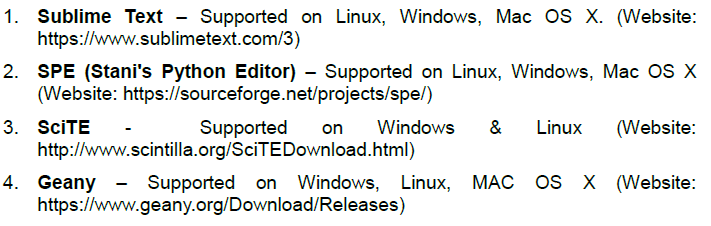 1. Sublime Text – Supported on Linux, Windows, Mac OS X. (Website:
https://www.sublimetext.com/3)
2. SPE (Stani's Python Editor) – Supported on Linux, Windows, Mac OS X
(Website: https://sourceforge.net/projects/spe/)
3. SciTE - Supported on Windows & Linux (Website:
http://www.scintilla.org/SciTEDownload.html)
4. Geany – Supported on Windows, Linux, MAC OS X (Website:
https://www.geany.org/Download/Releases)